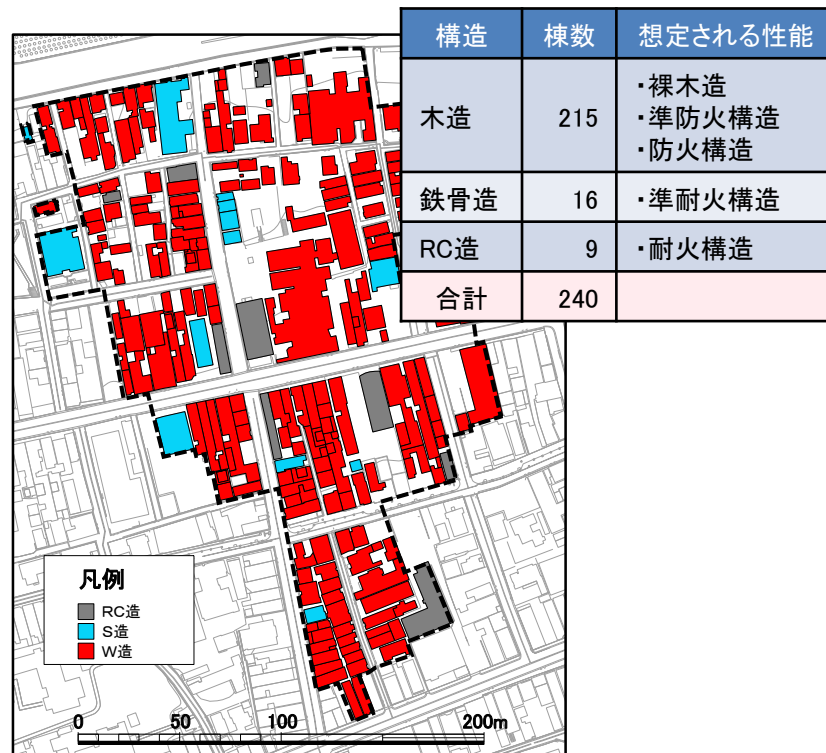 構造 棟数 想定される性能
木造 215 ・裸木造
・準防火構造
・防火構造
鉄骨造 16 ・準耐火構造
RC造 9 ・耐火構造
合計 240
凡例
RC造
S造
W造
0 50 100 200m